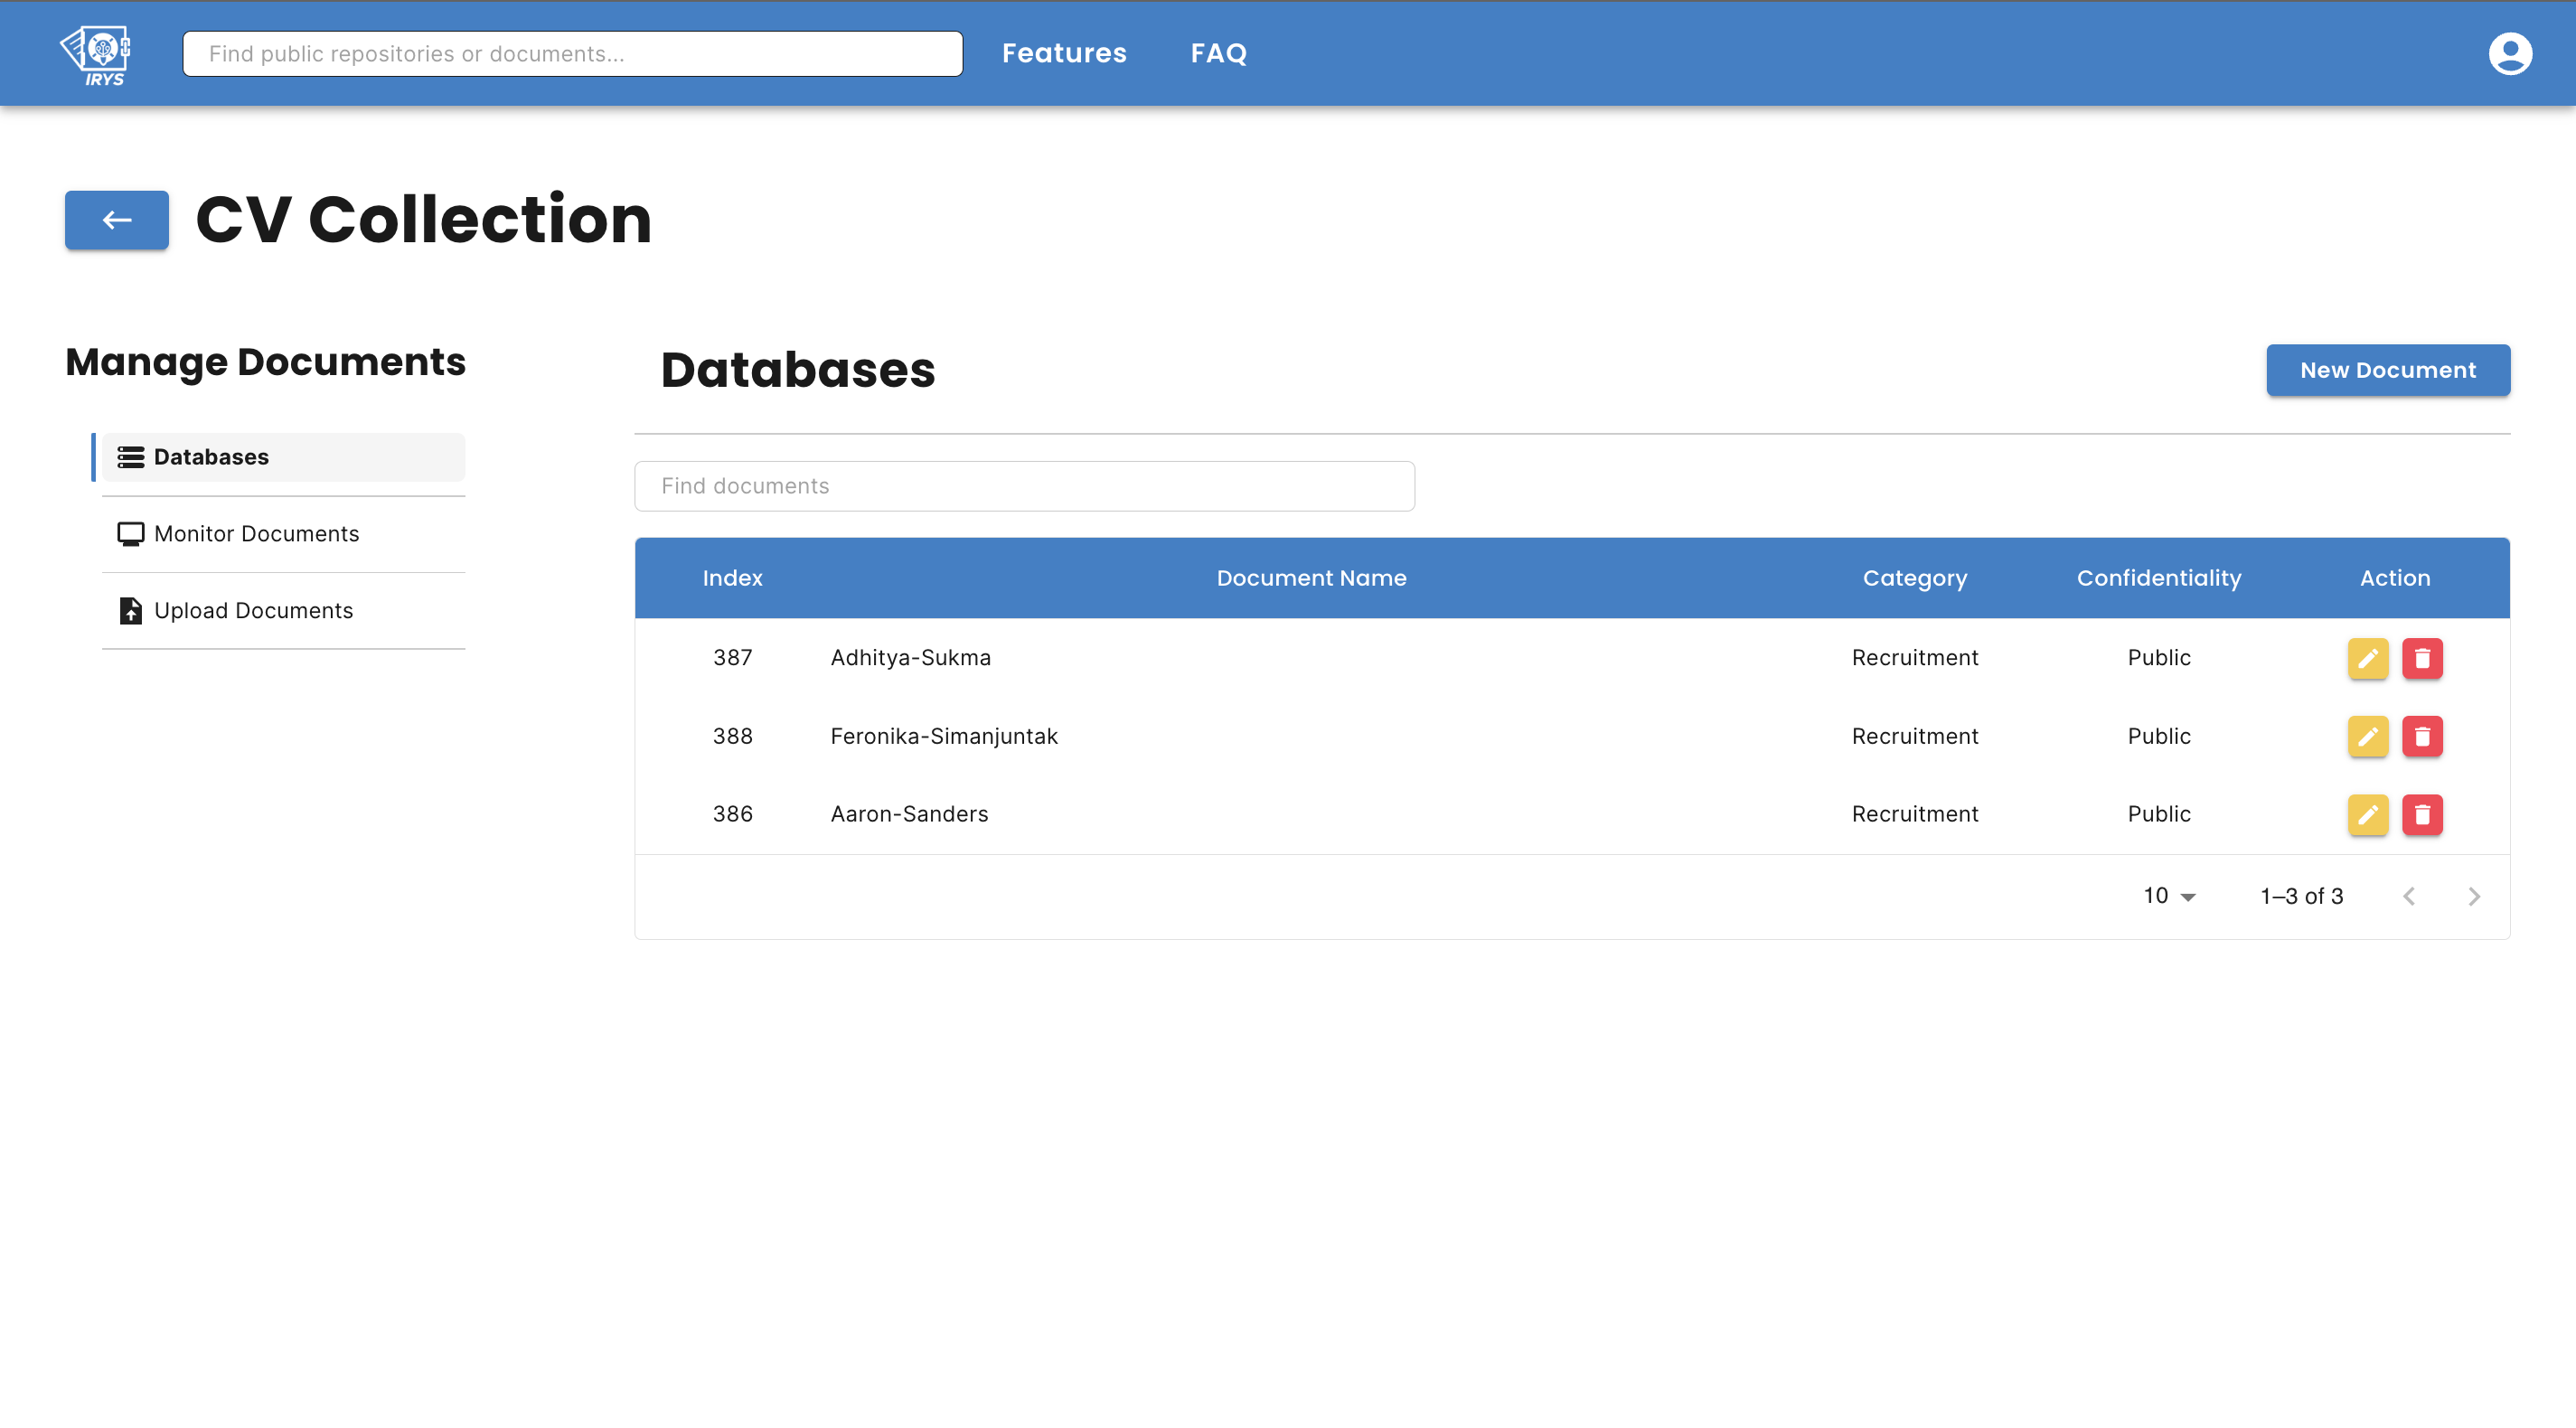 IRYS
Find public repositories or documents...
Features
FAQ
CV Collection
Manage Documents
Databases
Monitor Documents
Upload Documents
Databases
New Document
Find documents
Index Document Name Category Confidentiality Action
387 Adhitya-Sukma Recruitment Public
388 Feronika-Simanjuntak Recruitment Public
386 Aaron-Sanders Recruitment Public
10 1–3 of 3